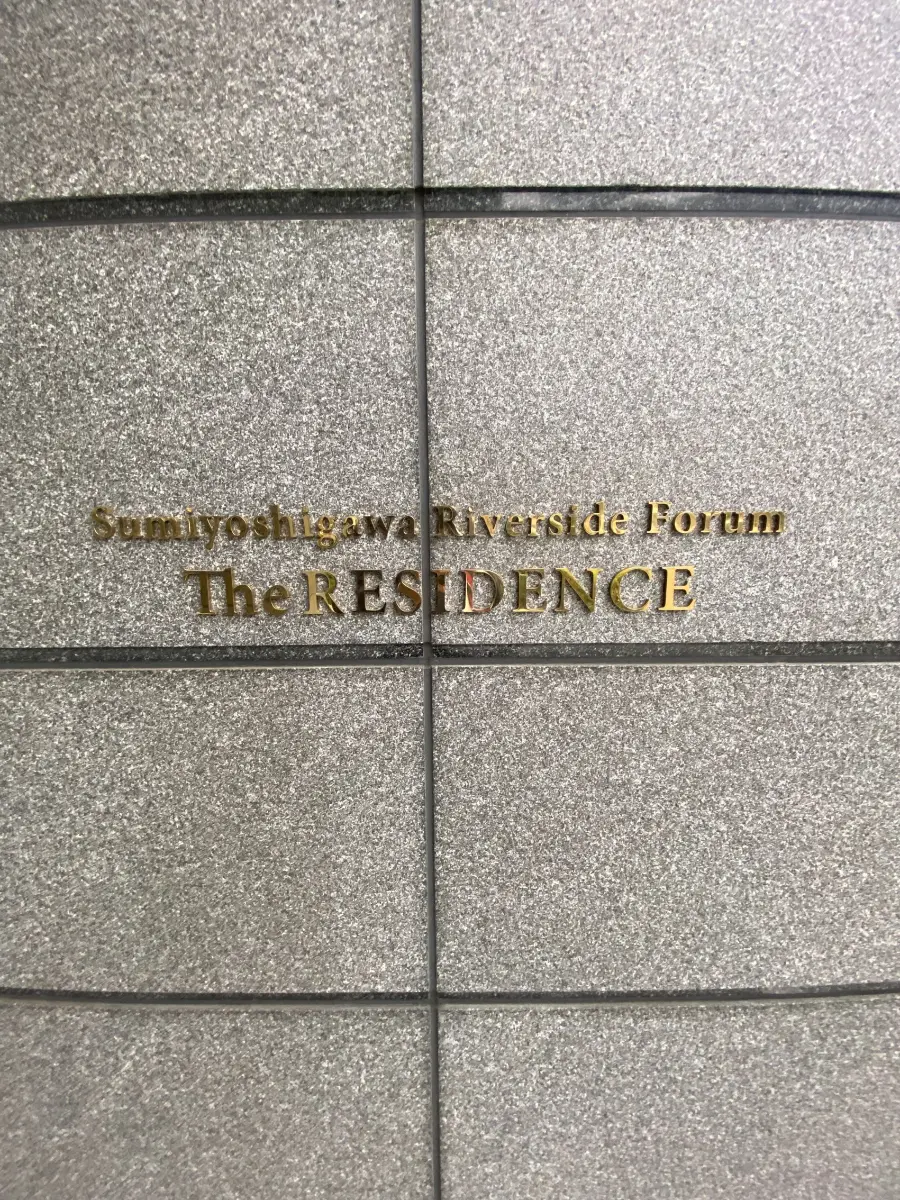 Sumiyoshigawa Riverside Forum
The RESIDENCE